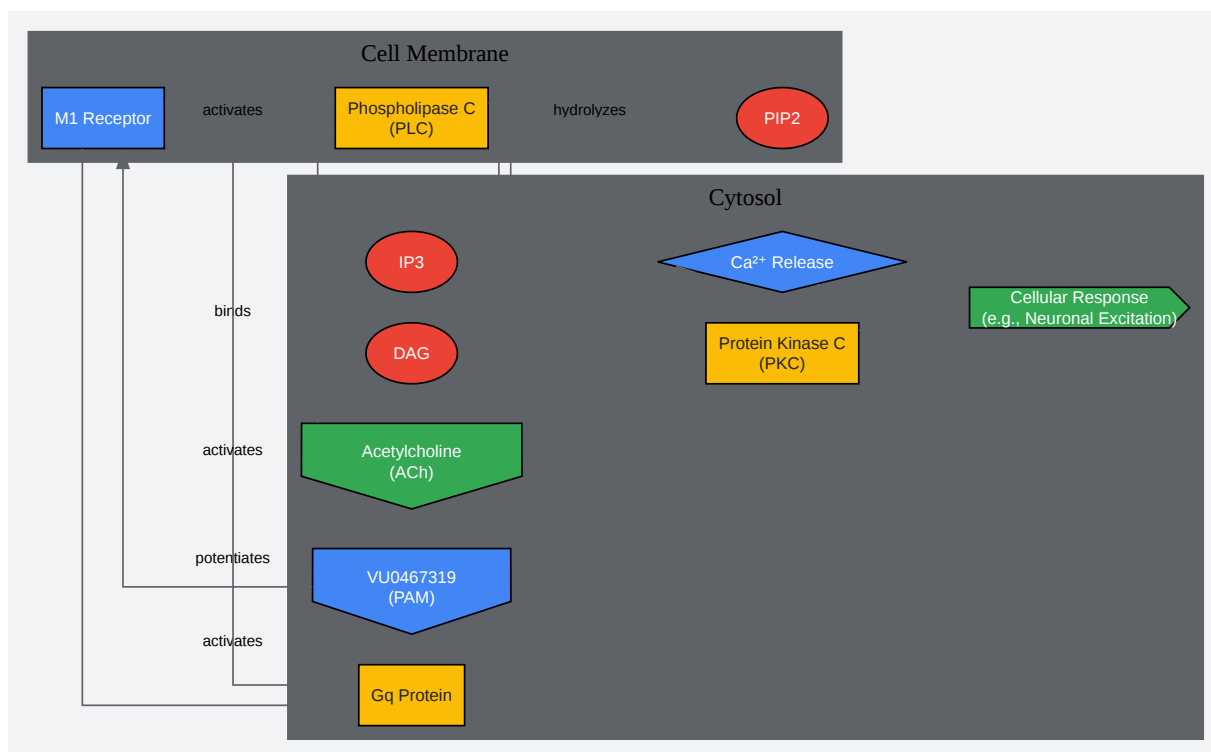 Cell Membrane
M1 Receptor
activates
Phospholipase C
(PLC)
hydrolyzes
PIP2
Cytosol
IP3
Ca²⁺ Release
Cellular Response
(e.g., Neuronal Excitation)
binds
DAG
Protein Kinase C
(PKC)
activates
Acetylcholine
(ACh)
potentiates
VU0467319
(PAM)
activates
Gq Protein